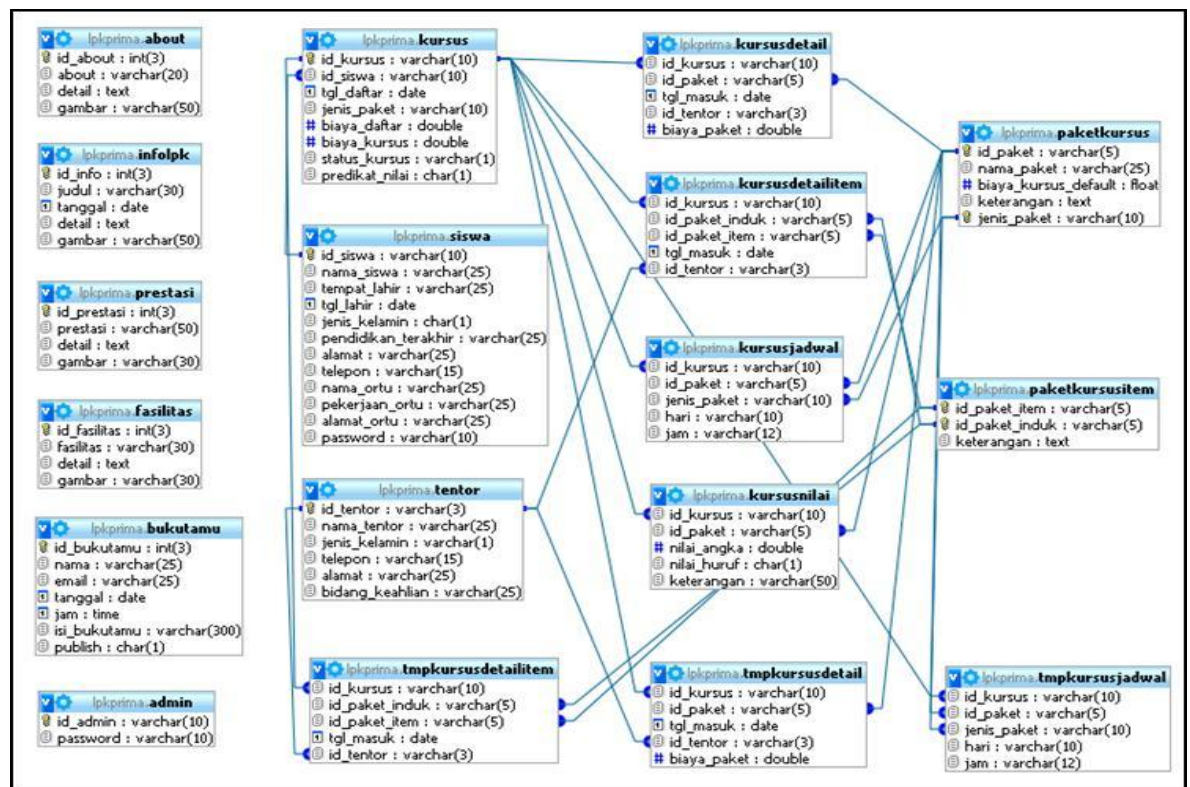 lpkprima.about
id_about : int(3)
about : varchar(20)
detail : text
gambar : varchar(50)
lpkprima.infolpk
id_info : int(3)
judul : varchar(30)
tanggal : date
detail : text
gambar : varchar(50)
lpkprima.prestasi
id_prestasi : int(3)
prestasi : varchar(50)
detail : text
gambar : varchar(30)
lpkprima.fasilitas
id_fasilitas : int(3)
fasilitas : varchar(30)
detail : text
gambar : varchar(30)
lpkprima.bukutamu
id_bukutamu : int(3)
nama : varchar(25)
email : varchar(25)
tanggal : date
jam : time
isi_bukutamu : varchar(300)
publish : char(1)
lpkprima.admin
id_admin : varchar(10)
password : varchar(10)
lpkprima.kursus
id_kursus : varchar(10)
id_siswa : varchar(10)
tgl_daftar : date
jenis_paket : varchar(10)
biaya_daftar : double
biaya_kursus : double
status_kursus : varchar(1)
predikat_nilai : char(1)
lpkprima.siswa
id_siswa : varchar(10)
nama_siswa : varchar(25)
tempat_lahir : varchar(25)
tgl_lahir : date
jenis_kelamin : char(1)
pendidikan_terakhir : varchar(25)
alamat : varchar(25)
telepon : varchar(15)
nama_ortu : varchar(25)
pekerjaan_ortu : varchar(25)
alamat_ortu : varchar(25)
password : varchar(10)
lpkprima.tentor
id_tentor : varchar(3)
nama_tentor : varchar(25)
jenis_kelamin : varchar(1)
telepon : varchar(15)
alamat : varchar(25)
bidang_keahlian : varchar(25)
lpkprima.tmpkursusdetailitem
id_kursus : varchar(10)
id_paket_induk : varchar(5)
id_paket_item : varchar(5)
tgl_masuk : date
id_tentor : varchar(3)
lpkprima.kursusdetail
id_kursus : varchar(10)
id_paket : varchar(5)
tgl_masuk : date
id_tentor : varchar(3)
biaya_paket : double
lpkprima.kursusdetailitem
id_kursus : varchar(10)
id_paket_induk : varchar(5)
id_paket_item : varchar(5)
tgl_masuk : date
id_tentor : varchar(3)
lpkprima.kursusjadwal
id_kursus : varchar(10)
id_paket : varchar(5)
jenis_paket : varchar(10)
hari : varchar(10)
jam : varchar(12)
lpkprima.kursusnilai
id_kursus : varchar(10)
id_paket : varchar(5)
nilai_angka : double
nilai_huruf : char(1)
keterangan : varchar(50)
lpkprima.tmpkursusdetail
id_kursus : varchar(10)
id_paket : varchar(5)
tgl_masuk : date
id_tentor : varchar(3)
biaya_paket : double
lpkprima.paketkursus
id_paket : varchar(5)
nama_paket : varchar(25)
biaya_kursus_default : float
keterangan : text
jenis_paket : varchar(10)
lpkprima.paketkursusitem
id_paket_item : varchar(5)
id_paket_induk : varchar(5)
keterangan : text
lpkprima.tmpkursusjadwal
id_kursus : varchar(10)
id_paket : varchar(5)
jenis_paket : varchar(10)
hari : varchar(10)
jam : varchar(12)